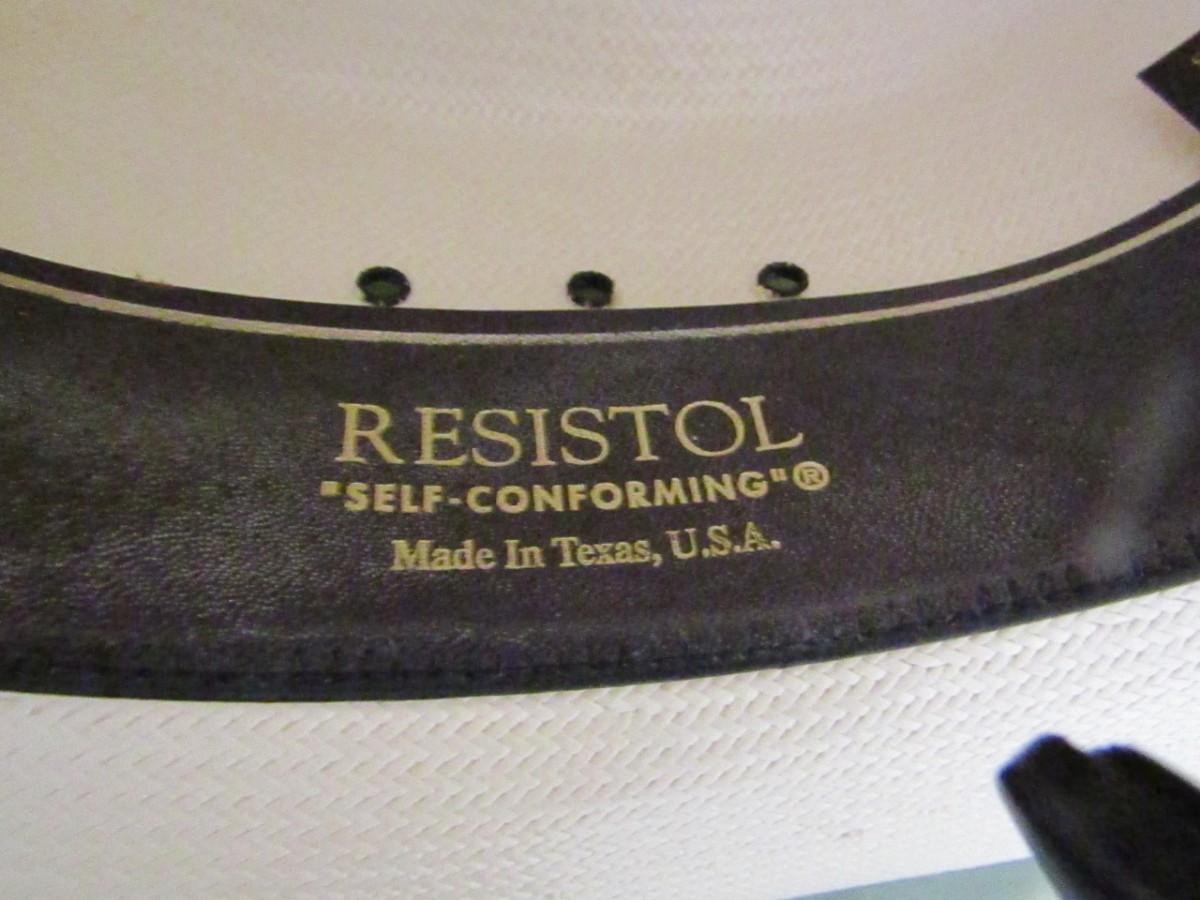 RESISTOL
"SELF-CONFORMING"®
Made In Texas, U.S.A.